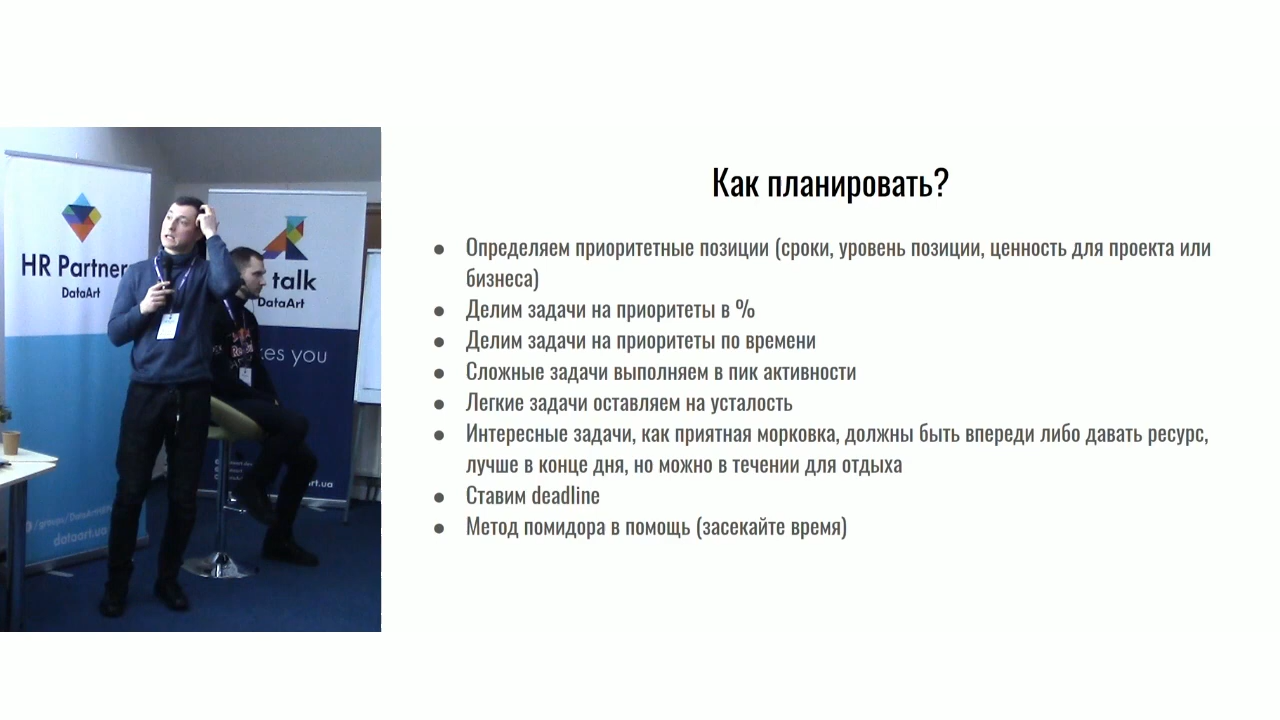 HR Partner
DataArt
talk
DataArt
kes you
/groups/DataArtHR
dataart.ua
Как планировать?
● Определяем приоритетные позиции (сроки, уровень позиции, ценность для проекта или
бизнеса)
● Делим задачи на приоритеты в %
● Делим задачи на приоритеты по времени
● Сложные задачи выполняем в пик активности
● Легкие задачи оставляем на усталость
● Интересные задачи, как приятная морковка, должны быть впереди либо давать ресурс,
лучше в конце дня, но можно в течении для отдыха
● Ставим deadline
● Метод помидора в помощь (засекайте время)